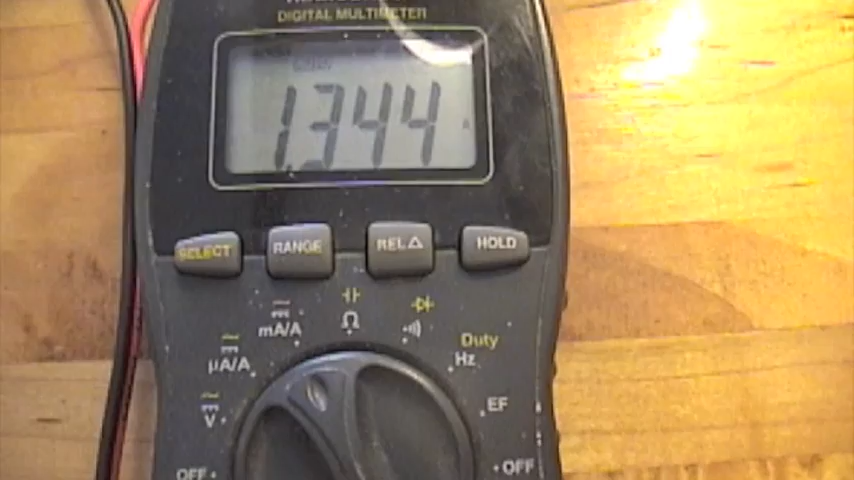 DIGITAL MULTIMETER
1.344
A
SELECT
RANGE
REL△
HOLD
mA/A
Ω
µA/A
Duty
Hz
V
EF
OFF
OFF